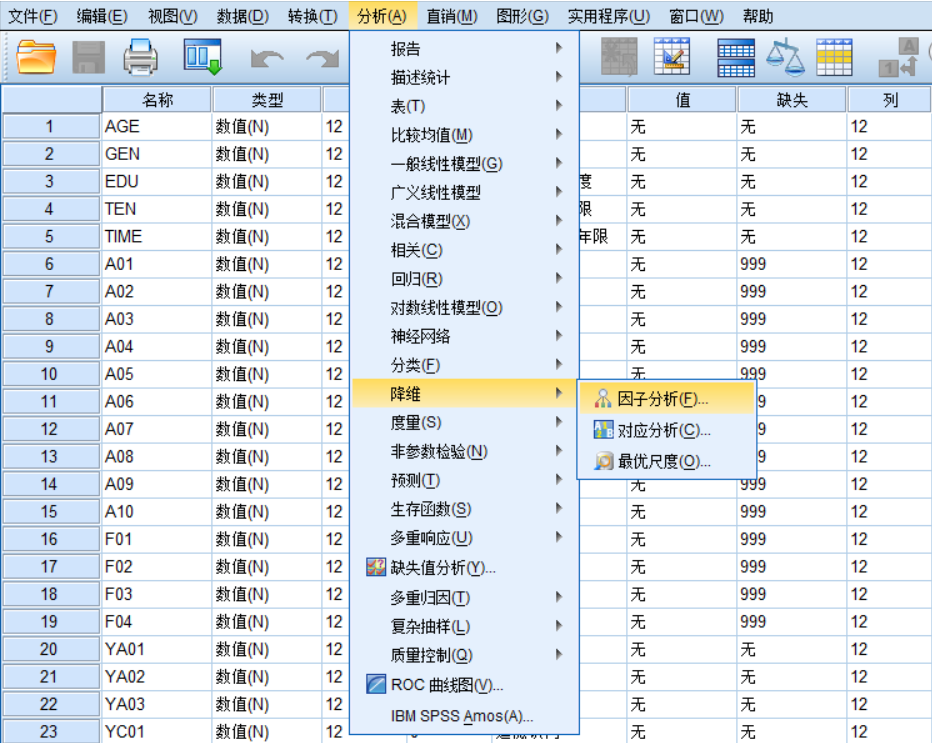 文件(F) 编辑(E) 视图(V) 数据(D) 转换(T) 分析(A) 直销(M) 图形(G) 实用程序(U) 窗口(W) 帮助
名称 类型 值 缺失 列
1 AGE 数值(N) 12 无 无 12
2 GEN 数值(N) 12 无 无 12
3 EDU 数值(N) 12 度 无 无 12
4 TEN 数值(N) 12 限 无 无 12
5 TIME 数值(N) 12 年限 无 无 12
6 A01 数值(N) 12 无 999 12
7 A02 数值(N) 12 无 999 12
8 A03 数值(N) 12 无 999 12
9 A04 数值(N) 12 无 999 12
10 A05 数值(N) 12 无 999 12
11 A06 数值(N) 12 9 12
12 A07 数值(N) 12 9 12
13 A08 数值(N) 12 9 12
14 A09 数值(N) 12 无 999 12
15 A10 数值(N) 12 无 999 12
16 F01 数值(N) 12 无 999 12
17 F02 数值(N) 12 无 999 12
18 F03 数值(N) 12 无 999 12
19 F04 数值(N) 12 无 999 12
20 YA01 数值(N) 12 无 无 12
21 YA02 数值(N) 12 无 无 12
22 YA03 数值(N) 12 无 无 12
23 YC01 数值(N) 12 无 无 12
报告
描述统计
表(T)
比较均值(M)
一般线性模型(G)
广义线性模型
混合模型(X)
相关(C)
回归(R)
对数线性模型(O)
神经网络
分类(F)
降维
度量(S)
非参数检验(N)
预测(T)
生存函数(S)
多重响应(U)
缺失值分析(Y)...
多重归因(T)
复杂抽样(L)
质量控制(Q)
ROC 曲线图(V)...
IBM SPSS Amos(A)...
因子分析(F)...
对应分析(C)...
最优尺度(O)...